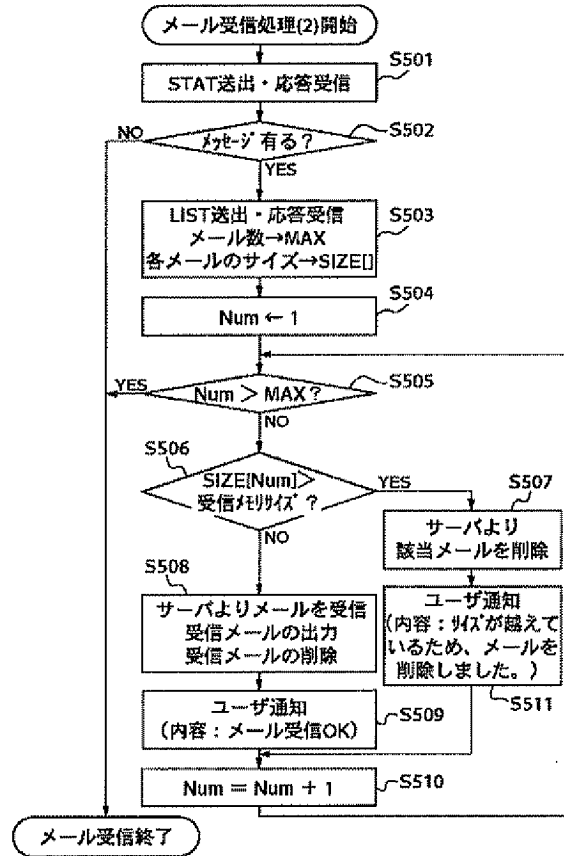 メール受信処理(2)開始
S501
STAT送出・応答受信
S502
NO
ﾒｯｾｰｼﾞ有る？
YES
S503
LIST送出・応答受信
メール数→MAX
各メールのサイズ→SIZE[]
S504
Num ← 1
S505
YES
Num ＞ MAX？
NO
S506
SIZE[Num]＞
受信ﾒﾓﾘｻｲｽﾞ？
YES
NO
S507
サーバより
該当メールを削除
S508
サーバよりメールを受信
受信メールの出力
受信メールの削除
ユーザ通知
(内容：ｻｲｽﾞが越えて
いるため、メールを
削除しました。)
S511
S509
ユーザ通知
(内容：メール受信OK)
S510
Num ＝ Num + 1
メール受信終了